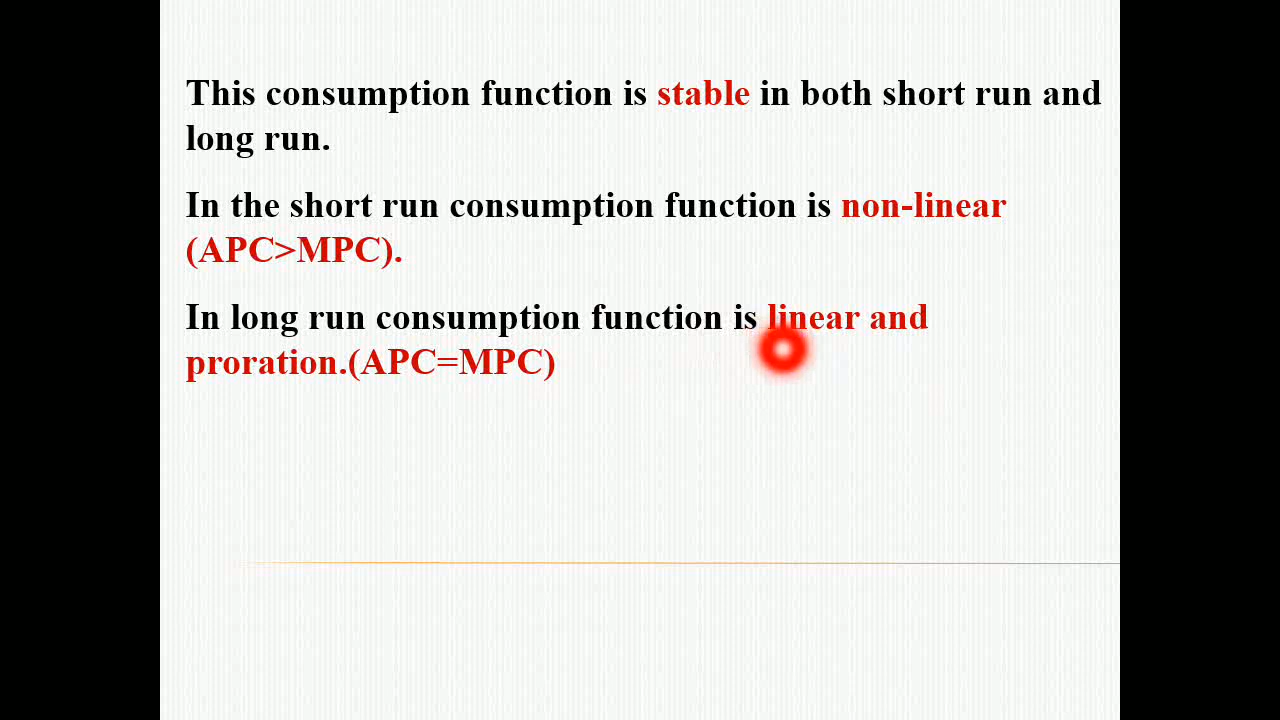 This consumption function is stable in both short run and
long run.
In the short run consumption function is non-linear
(APC>MPC).
In long run consumption function is linear and
proration.(APC=MPC)